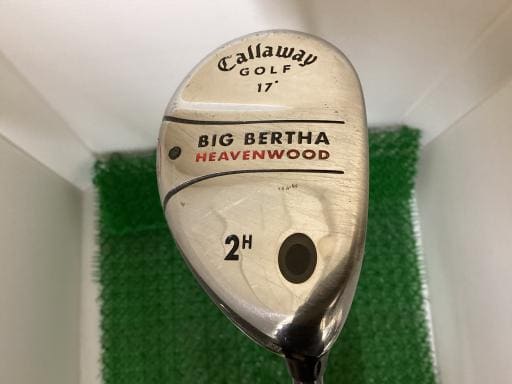 Callaway
GOLF
17°
BIG BERTHA
HEAVENWOOD
2H